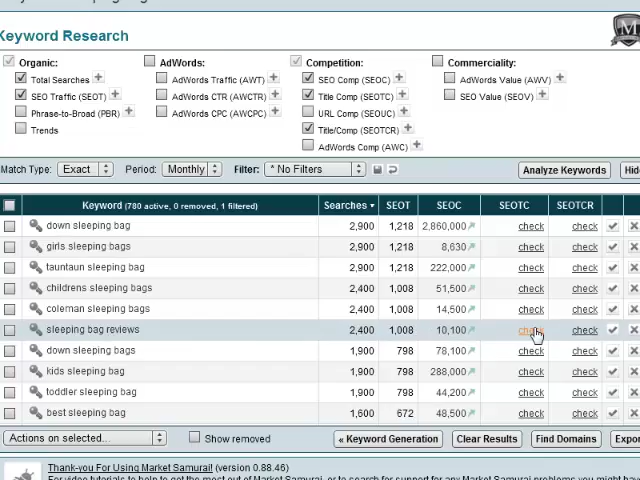 Keyword Research
Organic: AdWords: Competition: Commerciality:
Total Searches + AdWords Traffic (AWT) + SEO Comp (SEOC) + AdWords Value (AWV) +
SEO Traffic (SEOT) + AdWords CTR (AWCTR) + Title Comp (SEOTC) + SEO Value (SEOV) +
Phrase-to-Broad (PBR) + AdWords CPC (AWCPC) + URL Comp (SEOUC) +
Trends Title/Comp (SEOTCR) +
AdWords Comp (AWC) +
Match Type: Exact Period: Monthly Filter: * No Filters Analyze Keywords Hide
Keyword (780 active, 0 removed, 1 filtered) Searches SEOT SEOC SEOTC SEOTCR
down sleeping bag 2,900 1,218 2,860,000 check check
girls sleeping bags 2,900 1,218 8,630 check check
tauntaun sleeping bag 2,900 1,218 222,000 check check
childrens sleeping bags 2,400 1,008 51,500 check check
coleman sleeping bags 2,400 1,008 14,500 check check
sleeping bag reviews 2,400 1,008 10,100 check check
down sleeping bags 1,900 798 78,100 check check
kids sleeping bag 1,900 798 288,000 check check
toddler sleeping bag 1,900 798 44,200 check check
best sleeping bag 1,600 672 48,500 check check
Actions on selected... Show removed « Keyword Generation Clear Results Find Domains Expor
Thank-you For Using Market Samurai! (version 0.88.46)